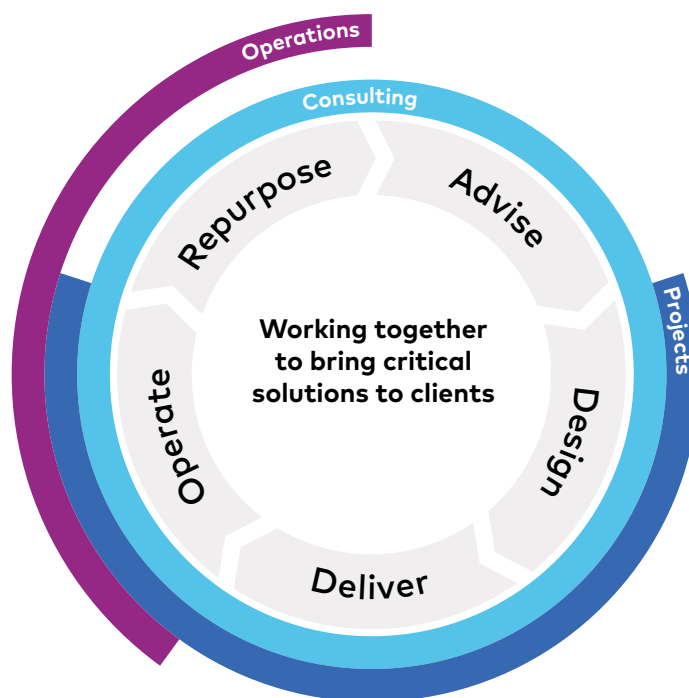 Operations
Consulting
Repurpose
Advise
Projects
Working together
to bring critical
solutions to clients
Operate
Design
Deliver